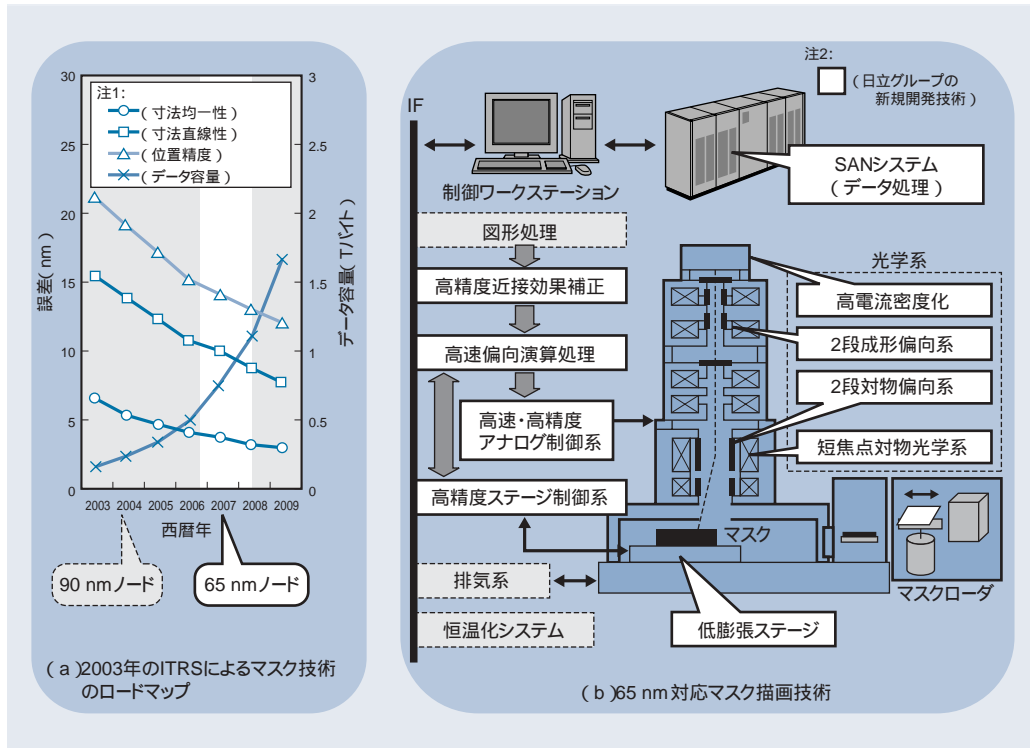 30
25
20
15
10
5
0
誤差(nm)
3
2.5
2
1.5
1
0.5
0
データ容量(Tバイト)
注1:
(寸法均一性)
(寸法直線性)
(位置精度)
(データ容量)
2003 2004 2005 2006 2007 2008 2009
西暦年
90 nmノード
65 nmノード
(a)2003年のITRSによるマスク技術
のロードマップ
IF
制御ワークステーション
注2:
(日立グループの
新規開発技術)
SANシステム
(データ処理)
図形処理
高精度近接効果補正
高速偏向演算処理
高速・高精度
アナログ制御系
高精度ステージ制御系
排気系
恒温化システム
光学系
高電流密度化
2段成形偏向系
2段対物偏向系
短焦点対物光学系
マスク
マスクローダ
低膨張ステージ
(b)65 nm対応マスク描画技術